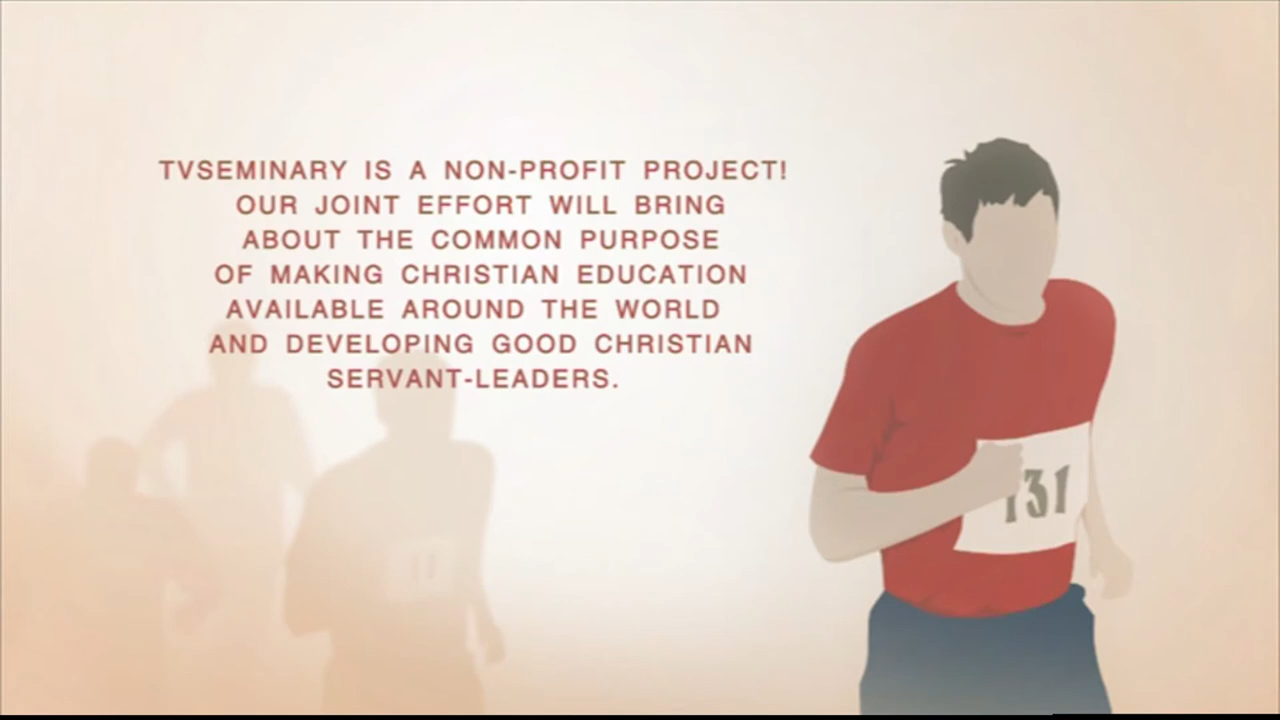 TVSEMINARY IS A NON-PROFIT PROJECT!
OUR JOINT EFFORT WILL BRING
ABOUT THE COMMON PURPOSE
OF MAKING CHRISTIAN EDUCATION
AVAILABLE AROUND THE WORLD
AND DEVELOPING GOOD CHRISTIAN
SERVANT-LEADERS.
131